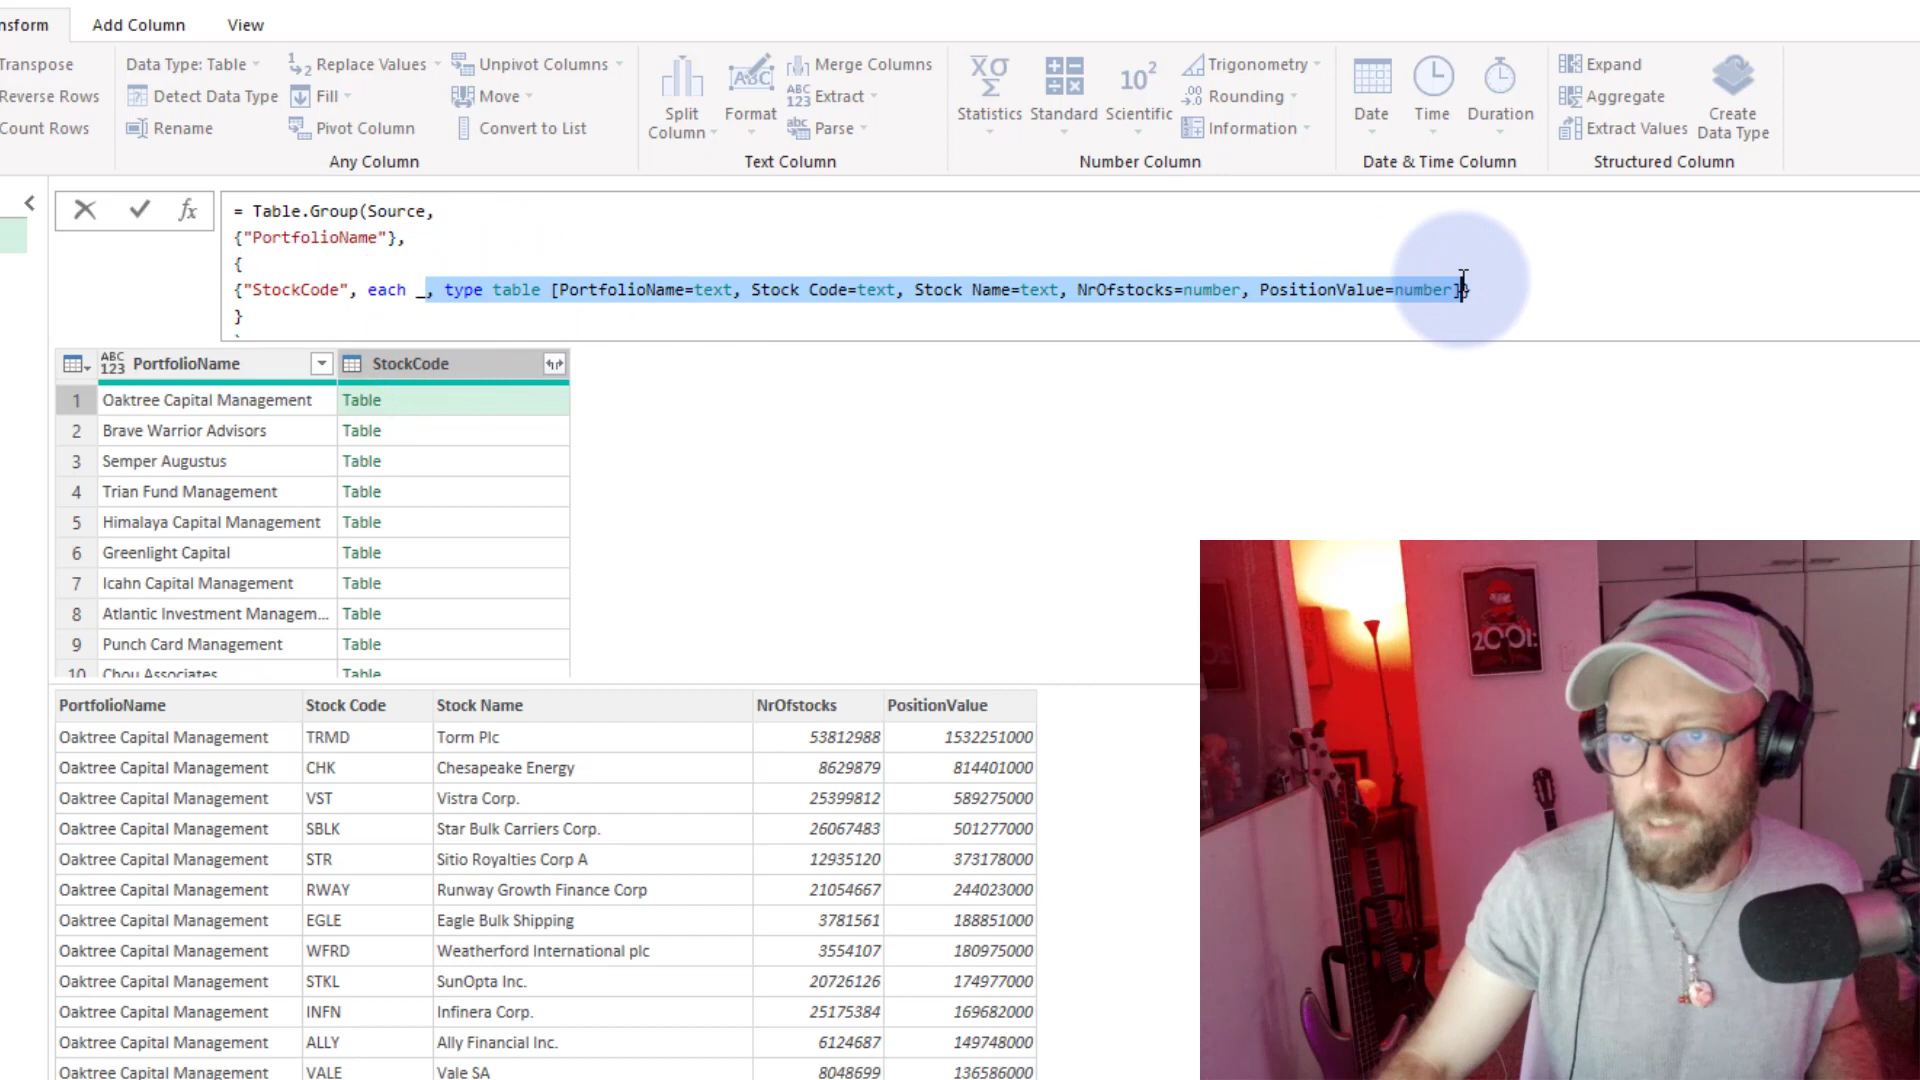 nsform Add Column View
Transpose Data Type: Table Replace Values Unpivot Columns Merge Columns Trigonometry Expand
Reverse Rows Detect Data Type Fill Move Split Column Format Extract Statistics Standard Scientific Rounding Date Time Duration Aggregate Create Data Type
Count Rows Rename Pivot Column Convert to List Parse Information Extract Values
Any Column Text Column Number Column Date & Time Column Structured Column
= Table.Group(Source,
{"PortfolioName"},
{
{"StockCode", each _, type table [PortfolioName=text, Stock Code=text, Stock Name=text, NrOfstocks=number, PositionValue=number]}
}
PortfolioName StockCode
1 Oaktree Capital Management Table
2 Brave Warrior Advisors Table
3 Semper Augustus Table
4 Trian Fund Management Table
5 Himalaya Capital Management Table
6 Greenlight Capital Table
7 Icahn Capital Management Table
8 Atlantic Investment Managem... Table
9 Punch Card Management Table
10 Chou Associates Table
PortfolioName Stock Code Stock Name NrOfstocks PositionValue
Oaktree Capital Management TRMD Torm Plc 53812988 1532251000
Oaktree Capital Management CHK Chesapeake Energy 8629879 814401000
Oaktree Capital Management VST Vistra Corp. 25399812 589275000
Oaktree Capital Management SBLK Star Bulk Carriers Corp. 26067483 501277000
Oaktree Capital Management STR Sitio Royalties Corp A 12935120 373178000
Oaktree Capital Management RWAY Runway Growth Finance Corp 21054667 244023000
Oaktree Capital Management EGLE Eagle Bulk Shipping 3781561 188851000
Oaktree Capital Management WFRD Weatherford International plc 3554107 180975000
Oaktree Capital Management STKL SunOpta Inc. 20726126 174977000
Oaktree Capital Management INFN Infinera Corp. 25175384 169682000
Oaktree Capital Management ALLY Ally Financial Inc. 6124687 149748000
Oaktree Capital Management VALE Vale SA 8048699 136586000
2001: